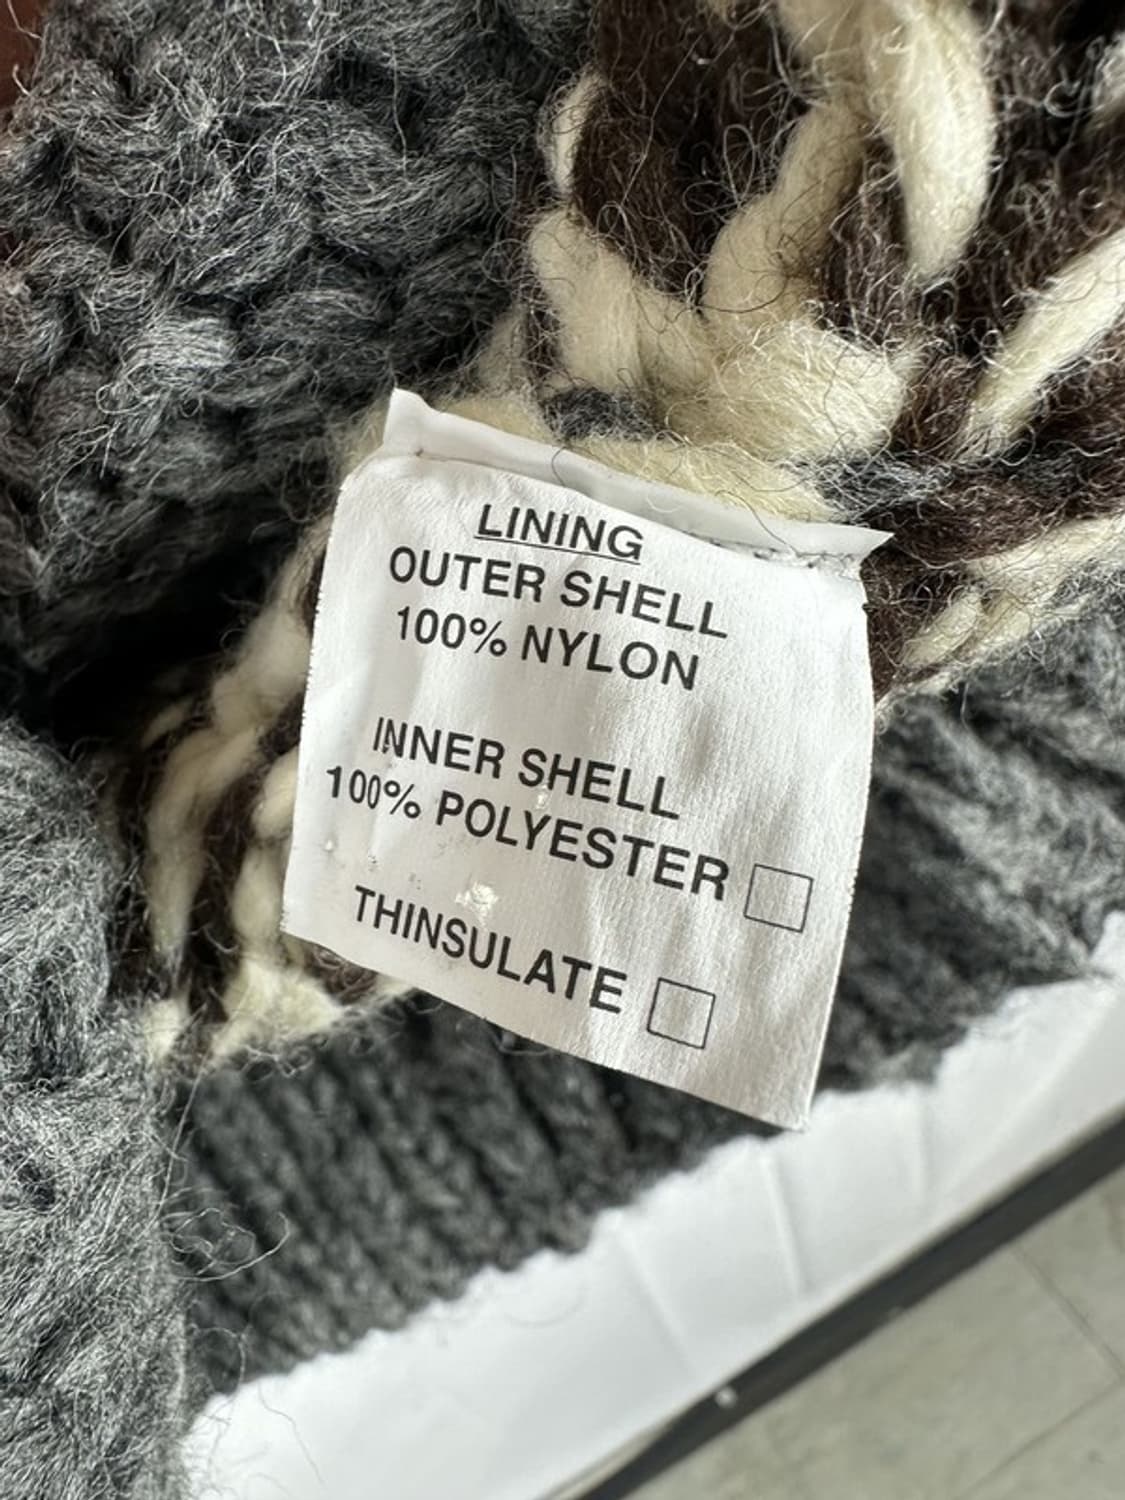 LINING
OUTER SHELL
100% NYLON
INNER SHELL
100% POLYESTER
THINSULATE